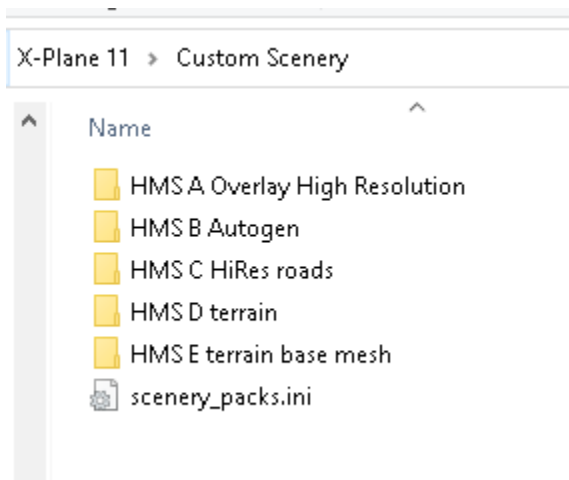 X-Plane 11 > Custom Scenery
Name
HMS A Overlay High Resolution
HMS B Autogen
HMS C HiRes roads
HMS D terrain
HMS E terrain base mesh
scenery_packs.ini